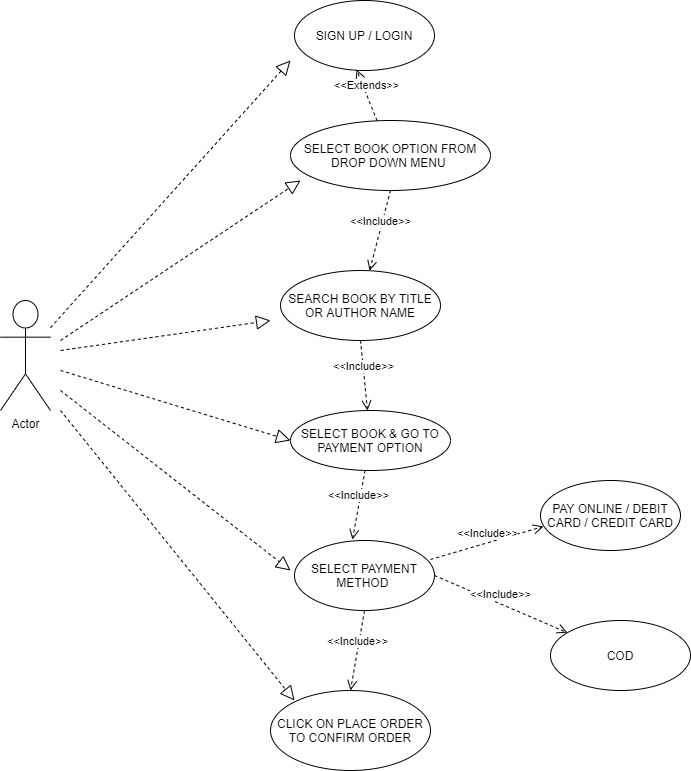 SIGN UP / LOGIN
<<Extends>>
SELECT BOOK OPTION FROM
DROP DOWN MENU
<<Include>>
SEARCH BOOK BY TITLE
OR AUTHOR NAME
<<Include>>
Actor
SELECT BOOK & GO TO
PAYMENT OPTION
<<Include>>
PAY ONLINE / DEBIT
CARD / CREDIT CARD
<<Include>>
SELECT PAYMENT
METHOD
<<Include>>
<<Include>>
COD
CLICK ON PLACE ORDER
TO CONFIRM ORDER